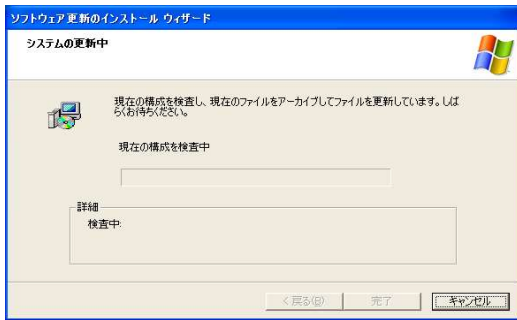 ソフトウェア更新のインストール ウィザード
システムの更新中
現在の構成を検査し、現在のファイルをアーカイブしてファイルを更新しています。しば
らくお待ちください。
現在の構成を検査中
詳細
検査中:
< 戻る(B)
完了
キャンセル